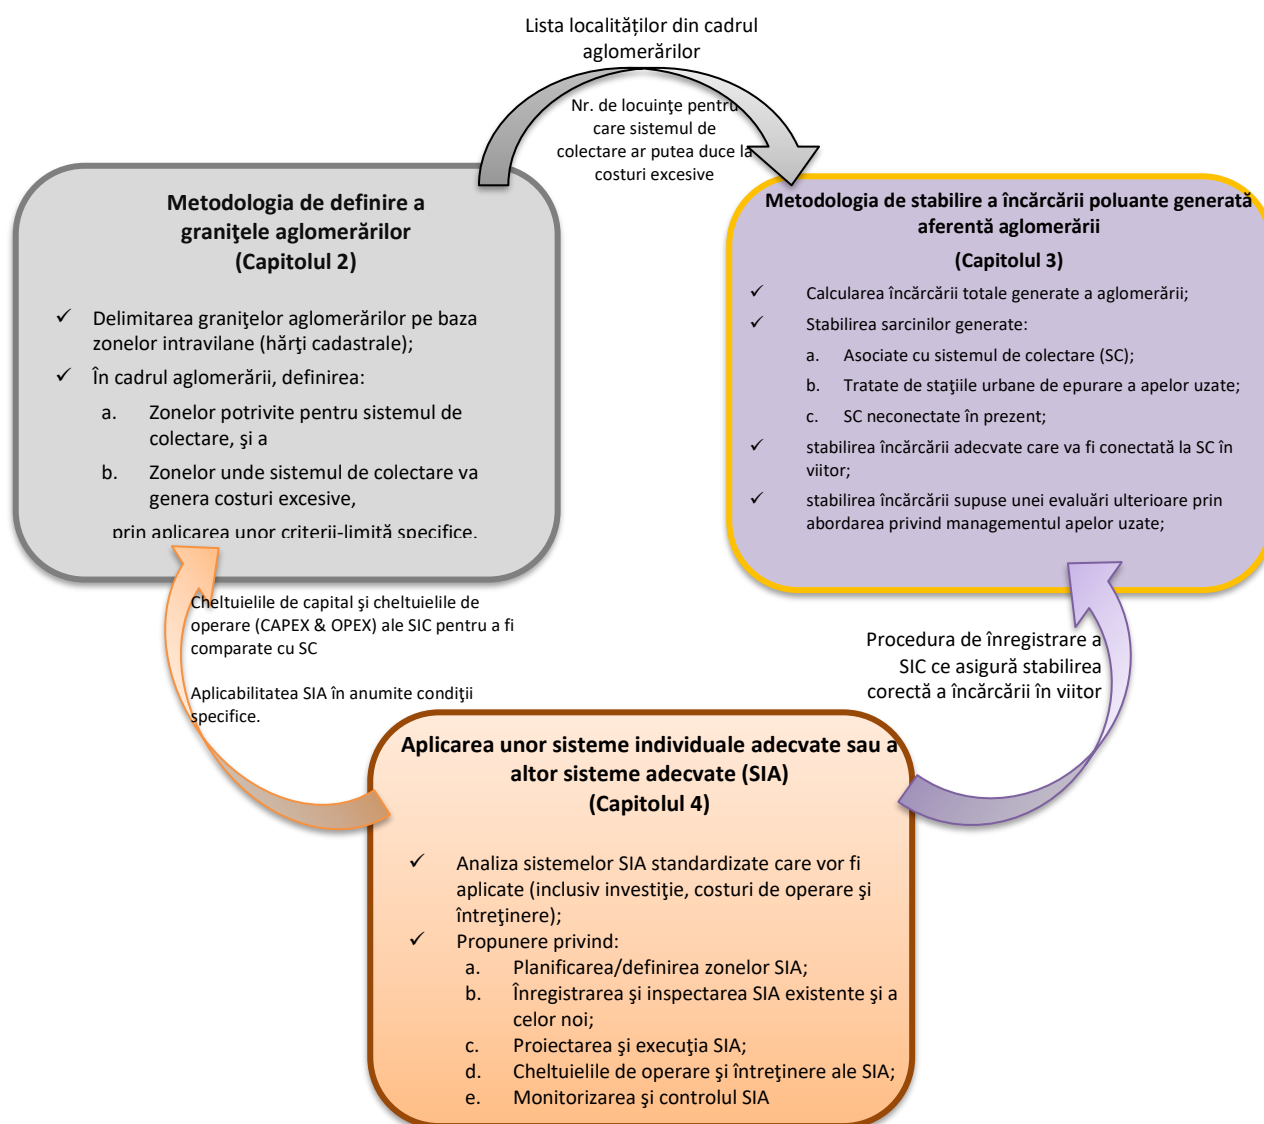 Lista localităților din cadrul
aglomerărilor
Nr. de locuinţe pentru
care sistemul de
colectare ar putea duce la
costuri excesive
Metodologia de definire a
graniţele aglomerărilor
(Capitolul 2)
✓ Delimitarea graniţelor aglomerărilor pe baza
zonelor intravilane (hărţi cadastrale);
✓ În cadrul aglomerării, definirea:
a. Zonelor potrivite pentru sistemul de
colectare, şi a
b. Zonelor unde sistemul de colectare va
genera costuri excesive,
prin aplicarea unor criterii-limită specifice.
Metodologia de stabilire a încărcării poluante generată
aferentă aglomerării
(Capitolul 3)
✓ Calcularea încărcării totale generate a aglomerării;
✓ Stabilirea sarcinilor generate:
a. Asociate cu sistemul de colectare (SC);
b. Tratate de staţiile urbane de epurare a apelor uzate;
c. SC neconectate în prezent;
✓ stabilirea încărcării adecvate care va fi conectată la SC în
viitor;
✓ stabilirea încărcării supuse unei evaluări ulterioare prin
abordarea privind managementul apelor uzate;
Cheltuielile de capital şi cheltuielile de
operare (CAPEX & OPEX) ale SIC pentru a fi
comparate cu SC
Aplicabilitatea SIA în anumite condiţii
specifice.
Procedura de înregistrare a
SIC ce asigură stabilirea
corectă a încărcării în viitor
Aplicarea unor sisteme individuale adecvate sau a
altor sisteme adecvate (SIA)
(Capitolul 4)
✓ Analiza sistemelor SIA standardizate care vor fi
aplicate (inclusiv investiţie, costuri de operare şi
întreţinere);
✓ Propunere privind:
a. Planificarea/definirea zonelor SIA;
b. Înregistrarea şi inspectarea SIA existente şi a
celor noi;
c. Proiectarea şi execuţia SIA;
d. Cheltuielile de operare şi întreţinere ale SIA;
e. Monitorizarea şi controlul SIA